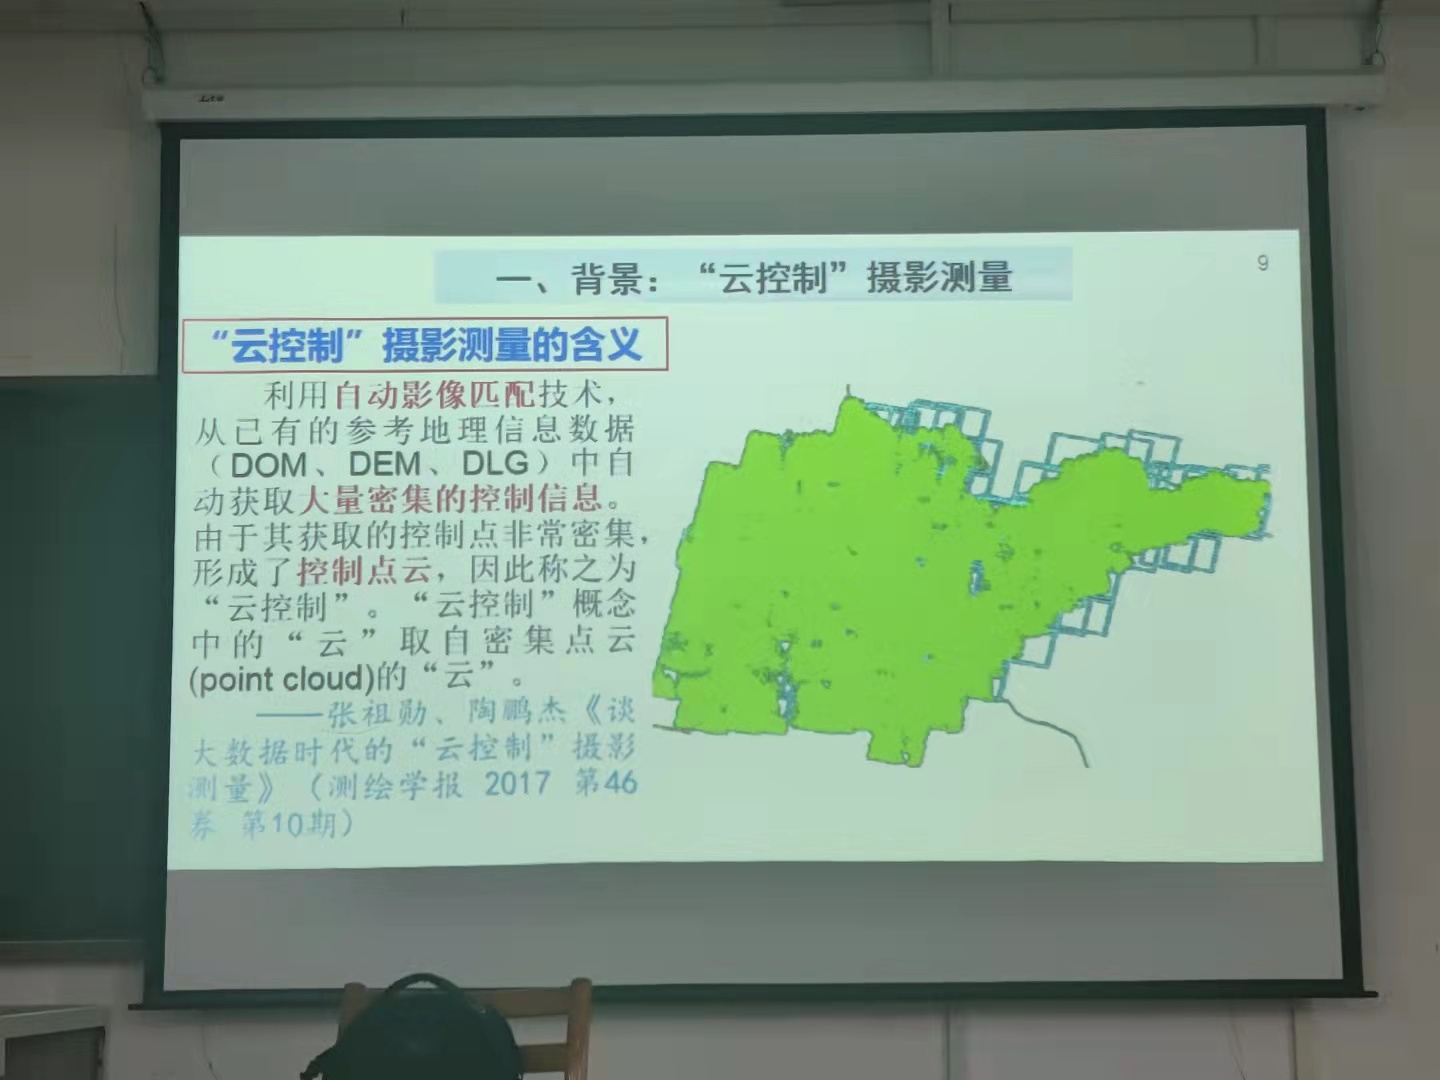 一、背景：“云控制”摄影测量
9
“云控制”摄影测量的含义
利用自动影像匹配技术，
从已有的参考地理信息数据
（DOM、DEM、DLG）中自
动获取大量密集的控制信息。
由于其获取的控制点非常密集，
形成了控制点云，因此称之为
“云控制”。“云控制”概念
中的“云”取自密集点云
(point cloud)的“云”。
——张祖勋、陶鹏杰《谈
大数据时代的“云控制”摄影
测量》（测绘学报 2017 第46
券 第10期）